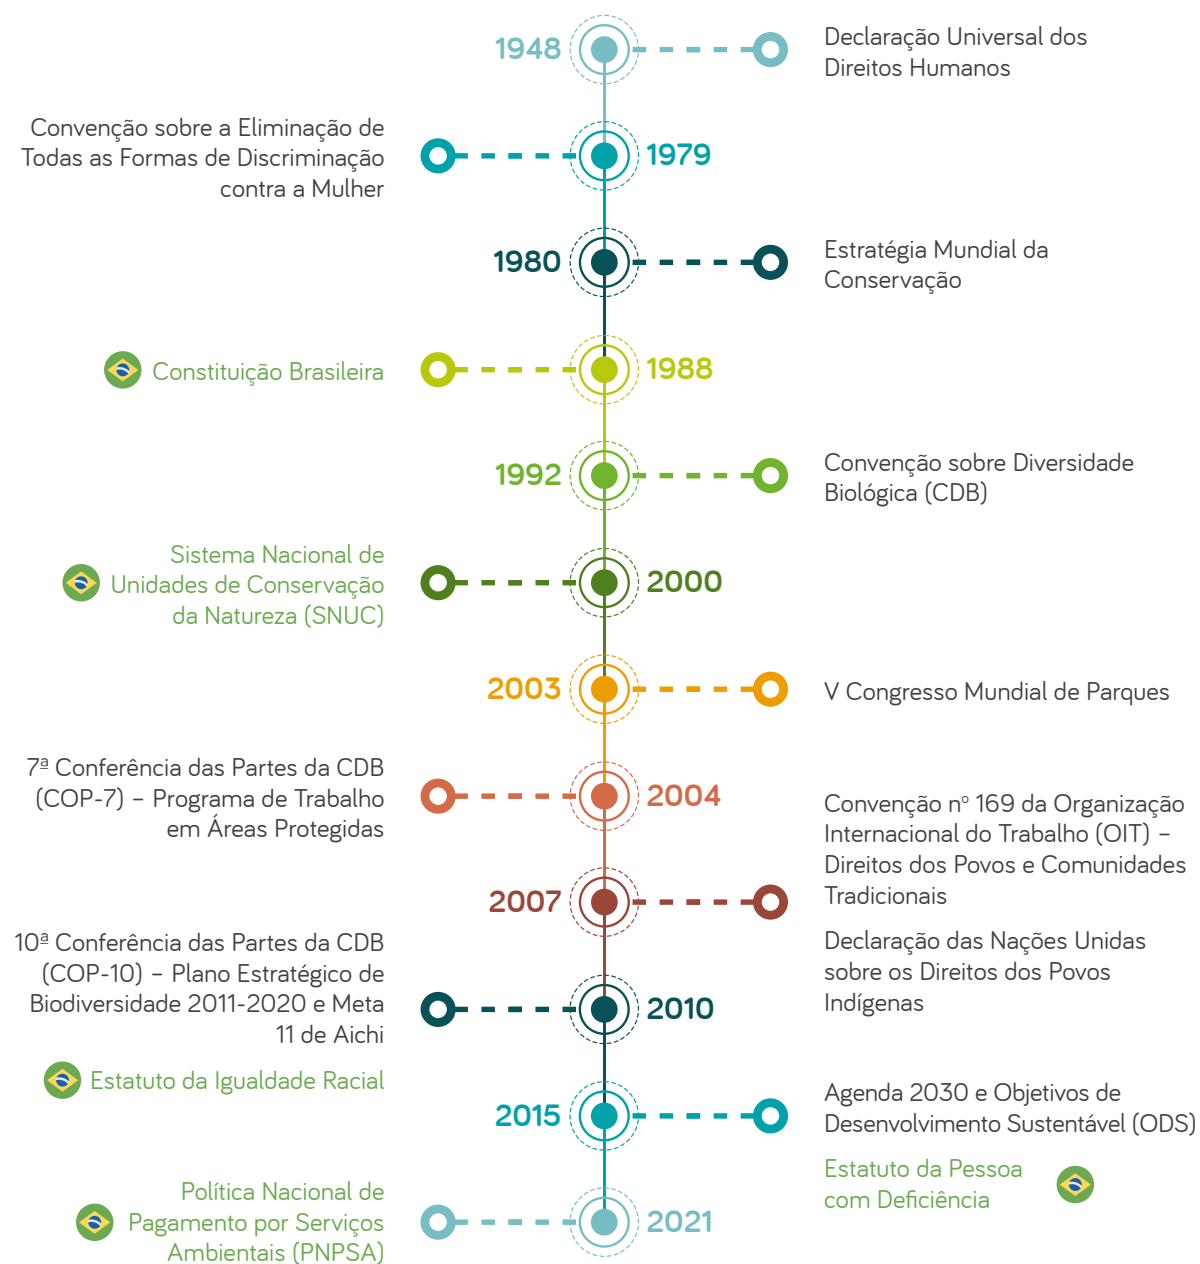 1948
Declaração Universal dos
Direitos Humanos
Convenção sobre a Eliminação de
Todas as Formas de Discriminação
contra a Mulher
1979
1980
Estratégia Mundial da
Conservação
Constituição Brasileira
1988
1992
Convenção sobre Diversidade
Biológica (CDB)
Sistema Nacional de
Unidades de Conservação
da Natureza (SNUC)
2000
2003
V Congresso Mundial de Parques
7ª Conferência das Partes da CDB
(COP-7) – Programa de Trabalho
em Áreas Protegidas
2004
2007
Convenção nº 169 da Organização
Internacional do Trabalho (OIT) –
Direitos dos Povos e Comunidades
Tradicionais
Declaração das Nações Unidas
sobre os Direitos dos Povos
Indígenas
10ª Conferência das Partes da CDB
(COP-10) – Plano Estratégico de
Biodiversidade 2011-2020 e Meta
11 de Aichi
Estatuto da Igualdade Racial
2010
2015
Agenda 2030 e Objetivos de
Desenvolvimento Sustentável (ODS)
Estatuto da Pessoa
com Deficiência
Política Nacional de
Pagamento por Serviços
Ambientais (PNPSA)
2021